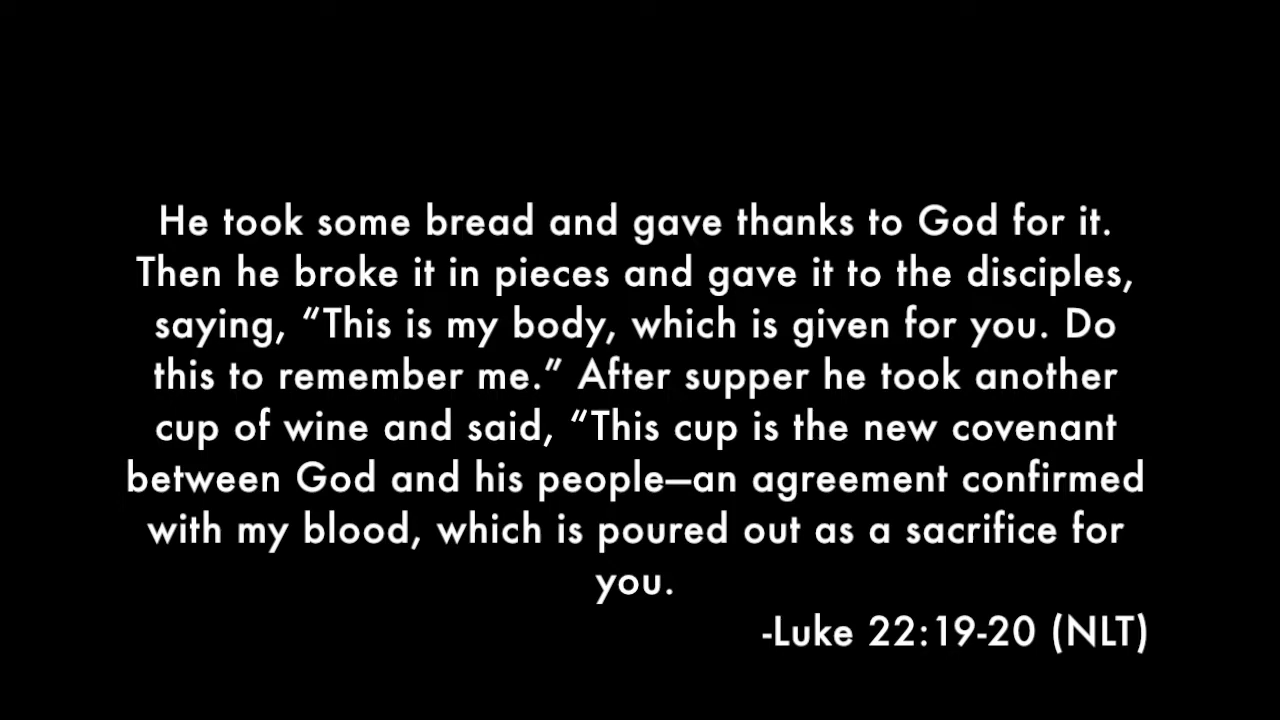 He took some bread and gave thanks to God for it.
Then he broke it in pieces and gave it to the disciples,
saying, “This is my body, which is given for you. Do
this to remember me.” After supper he took another
cup of wine and said, “This cup is the new covenant
between God and his people—an agreement confirmed
with my blood, which is poured out as a sacrifice for
you.
-Luke 22:19-20 (NLT)